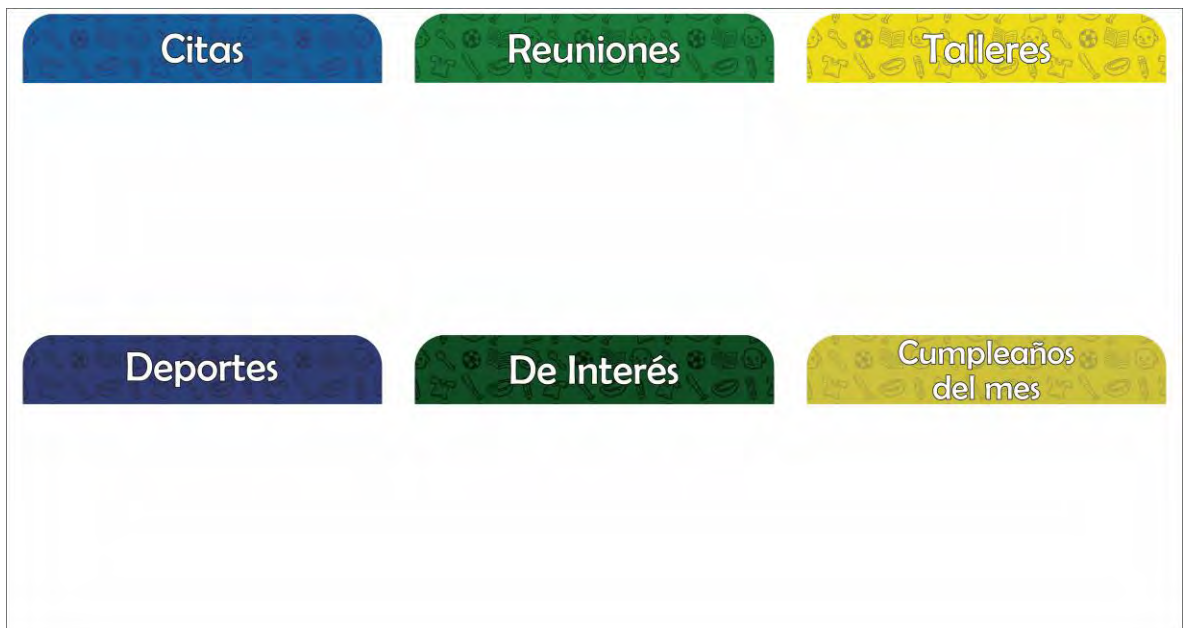 Citas
Reuniones
Talleres
Deportes
De Interés
Cumpleaños
del mes